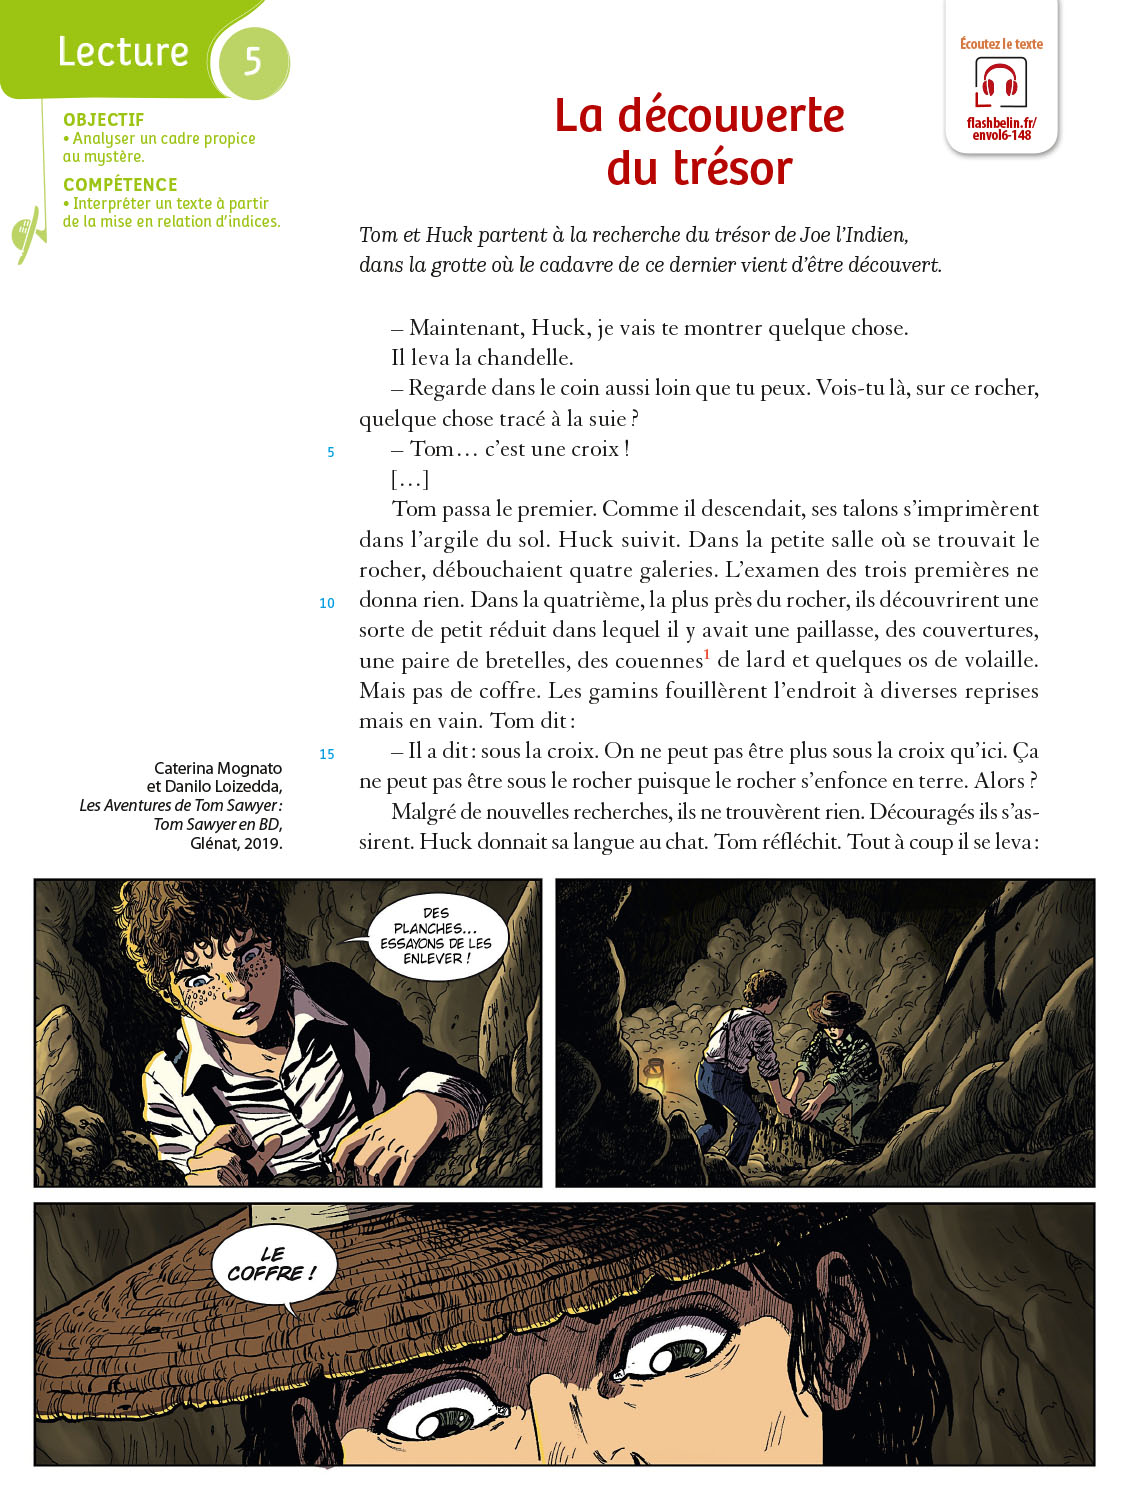 Lecture 5
Écoutez le texte
flashbelin.fr/
envol6-148
OBJECTIF
• Analyser un cadre propice
au mystère.
COMPÉTENCE
• Interpréter un texte à partir
de la mise en relation d'indices.
La découverte
du trésor
Tom et Huck partent à la recherche du trésor de Joe l'Indien,
dans la grotte où le cadavre de ce dernier vient d'être découvert.
– Maintenant, Huck, je vais te montrer quelque chose.
Il leva la chandelle.
– Regarde dans le coin aussi loin que tu peux. Vois-tu là, sur ce rocher,
quelque chose tracé à la suie ?
5 – Tom… c'est une croix !
[…]
Tom passa le premier. Comme il descendait, ses talons s'imprimèrent
dans l'argile du sol. Huck suivit. Dans la petite salle où se trouvait le
rocher, débouchaient quatre galeries. L'examen des trois premières ne
10 donna rien. Dans la quatrième, la plus près du rocher, ils découvrirent une
sorte de petit réduit dans lequel il y avait une paillasse, des couvertures,
une paire de bretelles, des couennes1 de lard et quelques os de volaille.
Mais pas de coffre. Les gamins fouillèrent l'endroit à diverses reprises
mais en vain. Tom dit :
15 – Il a dit : sous la croix. On ne peut pas être plus sous la croix qu'ici. Ça
ne peut pas être sous le rocher puisque le rocher s'enfonce en terre. Alors ?
Malgré de nouvelles recherches, ils ne trouvèrent rien. Découragés ils s'as-
sirent. Huck donnait sa langue au chat. Tom réfléchit. Tout à coup il se leva :
Caterina Mognato
et Danilo Loizedda,
Les Aventures de Tom Sawyer :
Tom Sawyer en BD,
Glénat, 2019.
DES
PLANCHES...
ESSAYONS DE LES
ENLEVER !
LE
COFFRE !